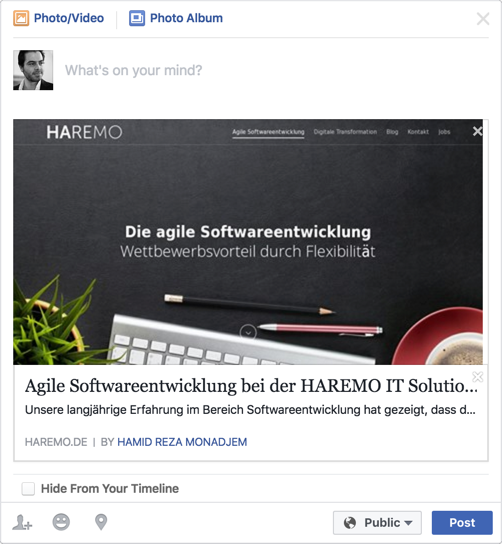 Photo/Video Photo Album
What's on your mind?
HAREMO Agile Softwareentwicklung Digitale Transformation Blog Kontakt Jobs
Die agile Softwareentwicklung
Wettbewerbsvorteil durch Flexibilität
Agile Softwareentwicklung bei der HAREMO IT Solutio...
Unsere langjährige Erfahrung im Bereich Softwareentwicklung hat gezeigt, dass d...
HAREMO.DE | BY HAMID REZA MONADJEM
Hide From Your Timeline
Public Post